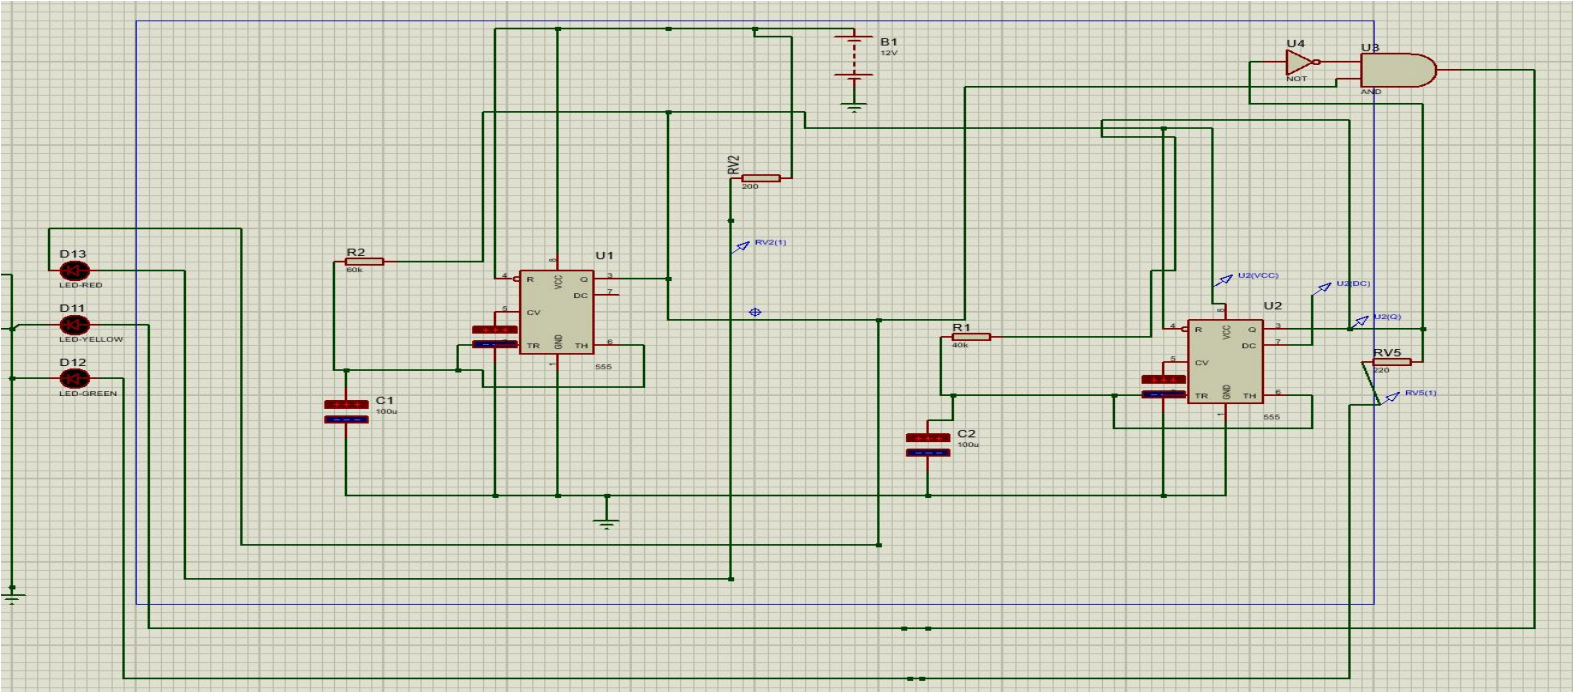 B1
12V
U4
NOT
U3
AND
RV2
200
RV2(1)
D13
LED-RED
D11
LED-YELLOW
D12
LED-GREEN
R2
60k
C1
100u
U1
4
R
8
VCC
Q
3
DC
7
5
CV
TR
GND
1
TH
6
555
R1
40k
C2
100u
U2(VCC)
U2(DC)
U2(Q)
U2
4
R
8
VCC
Q
3
DC
7
5
CV
TR
GND
1
TH
6
555
RV5
220
RV5(1)